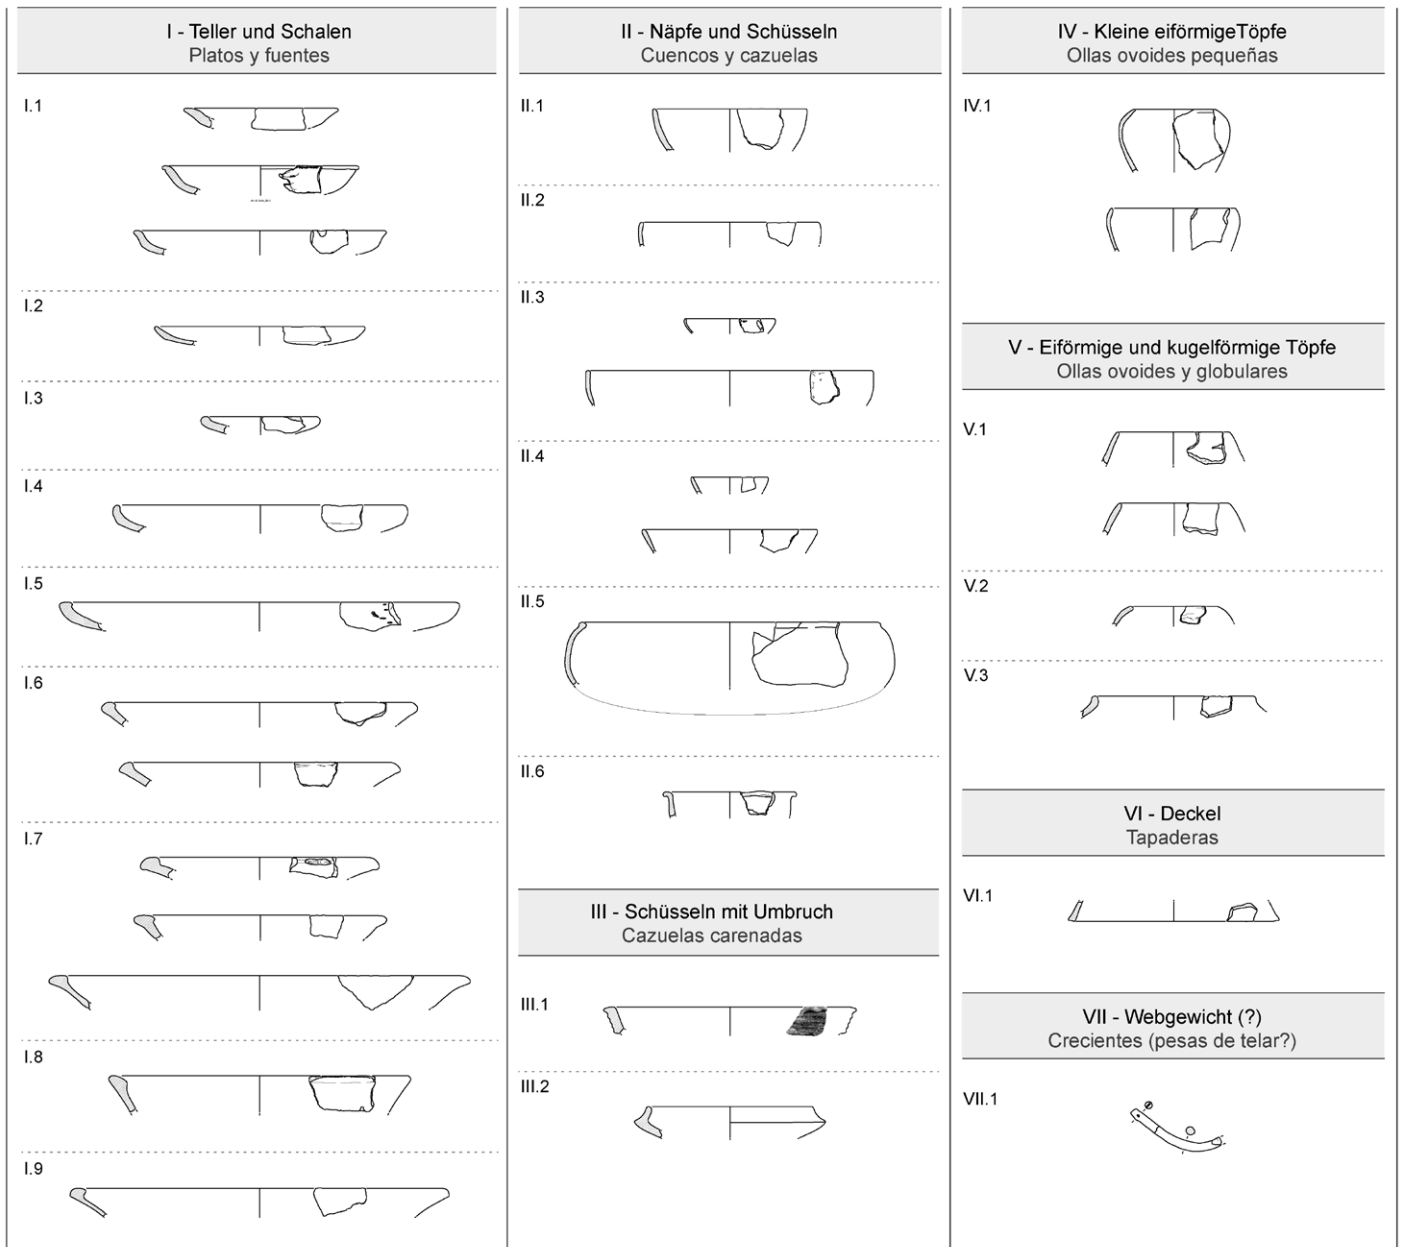 I - Teller und Schalen
Platos y fuentes
I.1
I.2
I.3
I.4
I.5
I.6
I.7
I.8
I.9
II - Näpfe und Schüsseln
Cuencos y cazuelas
II.1
II.2
II.3
II.4
II.5
II.6
III - Schüsseln mit Umbruch
Cazuelas carenadas
III.1
III.2
IV - Kleine eiförmigeTöpfe
Ollas ovoides pequeñas
IV.1
V - Eiförmige und kugelförmige Töpfe
Ollas ovoides y globulares
V.1
V.2
V.3
VI - Deckel
Tapaderas
VI.1
VII - Webgewicht (?)
Crecientes (pesas de telar?)
VII.1